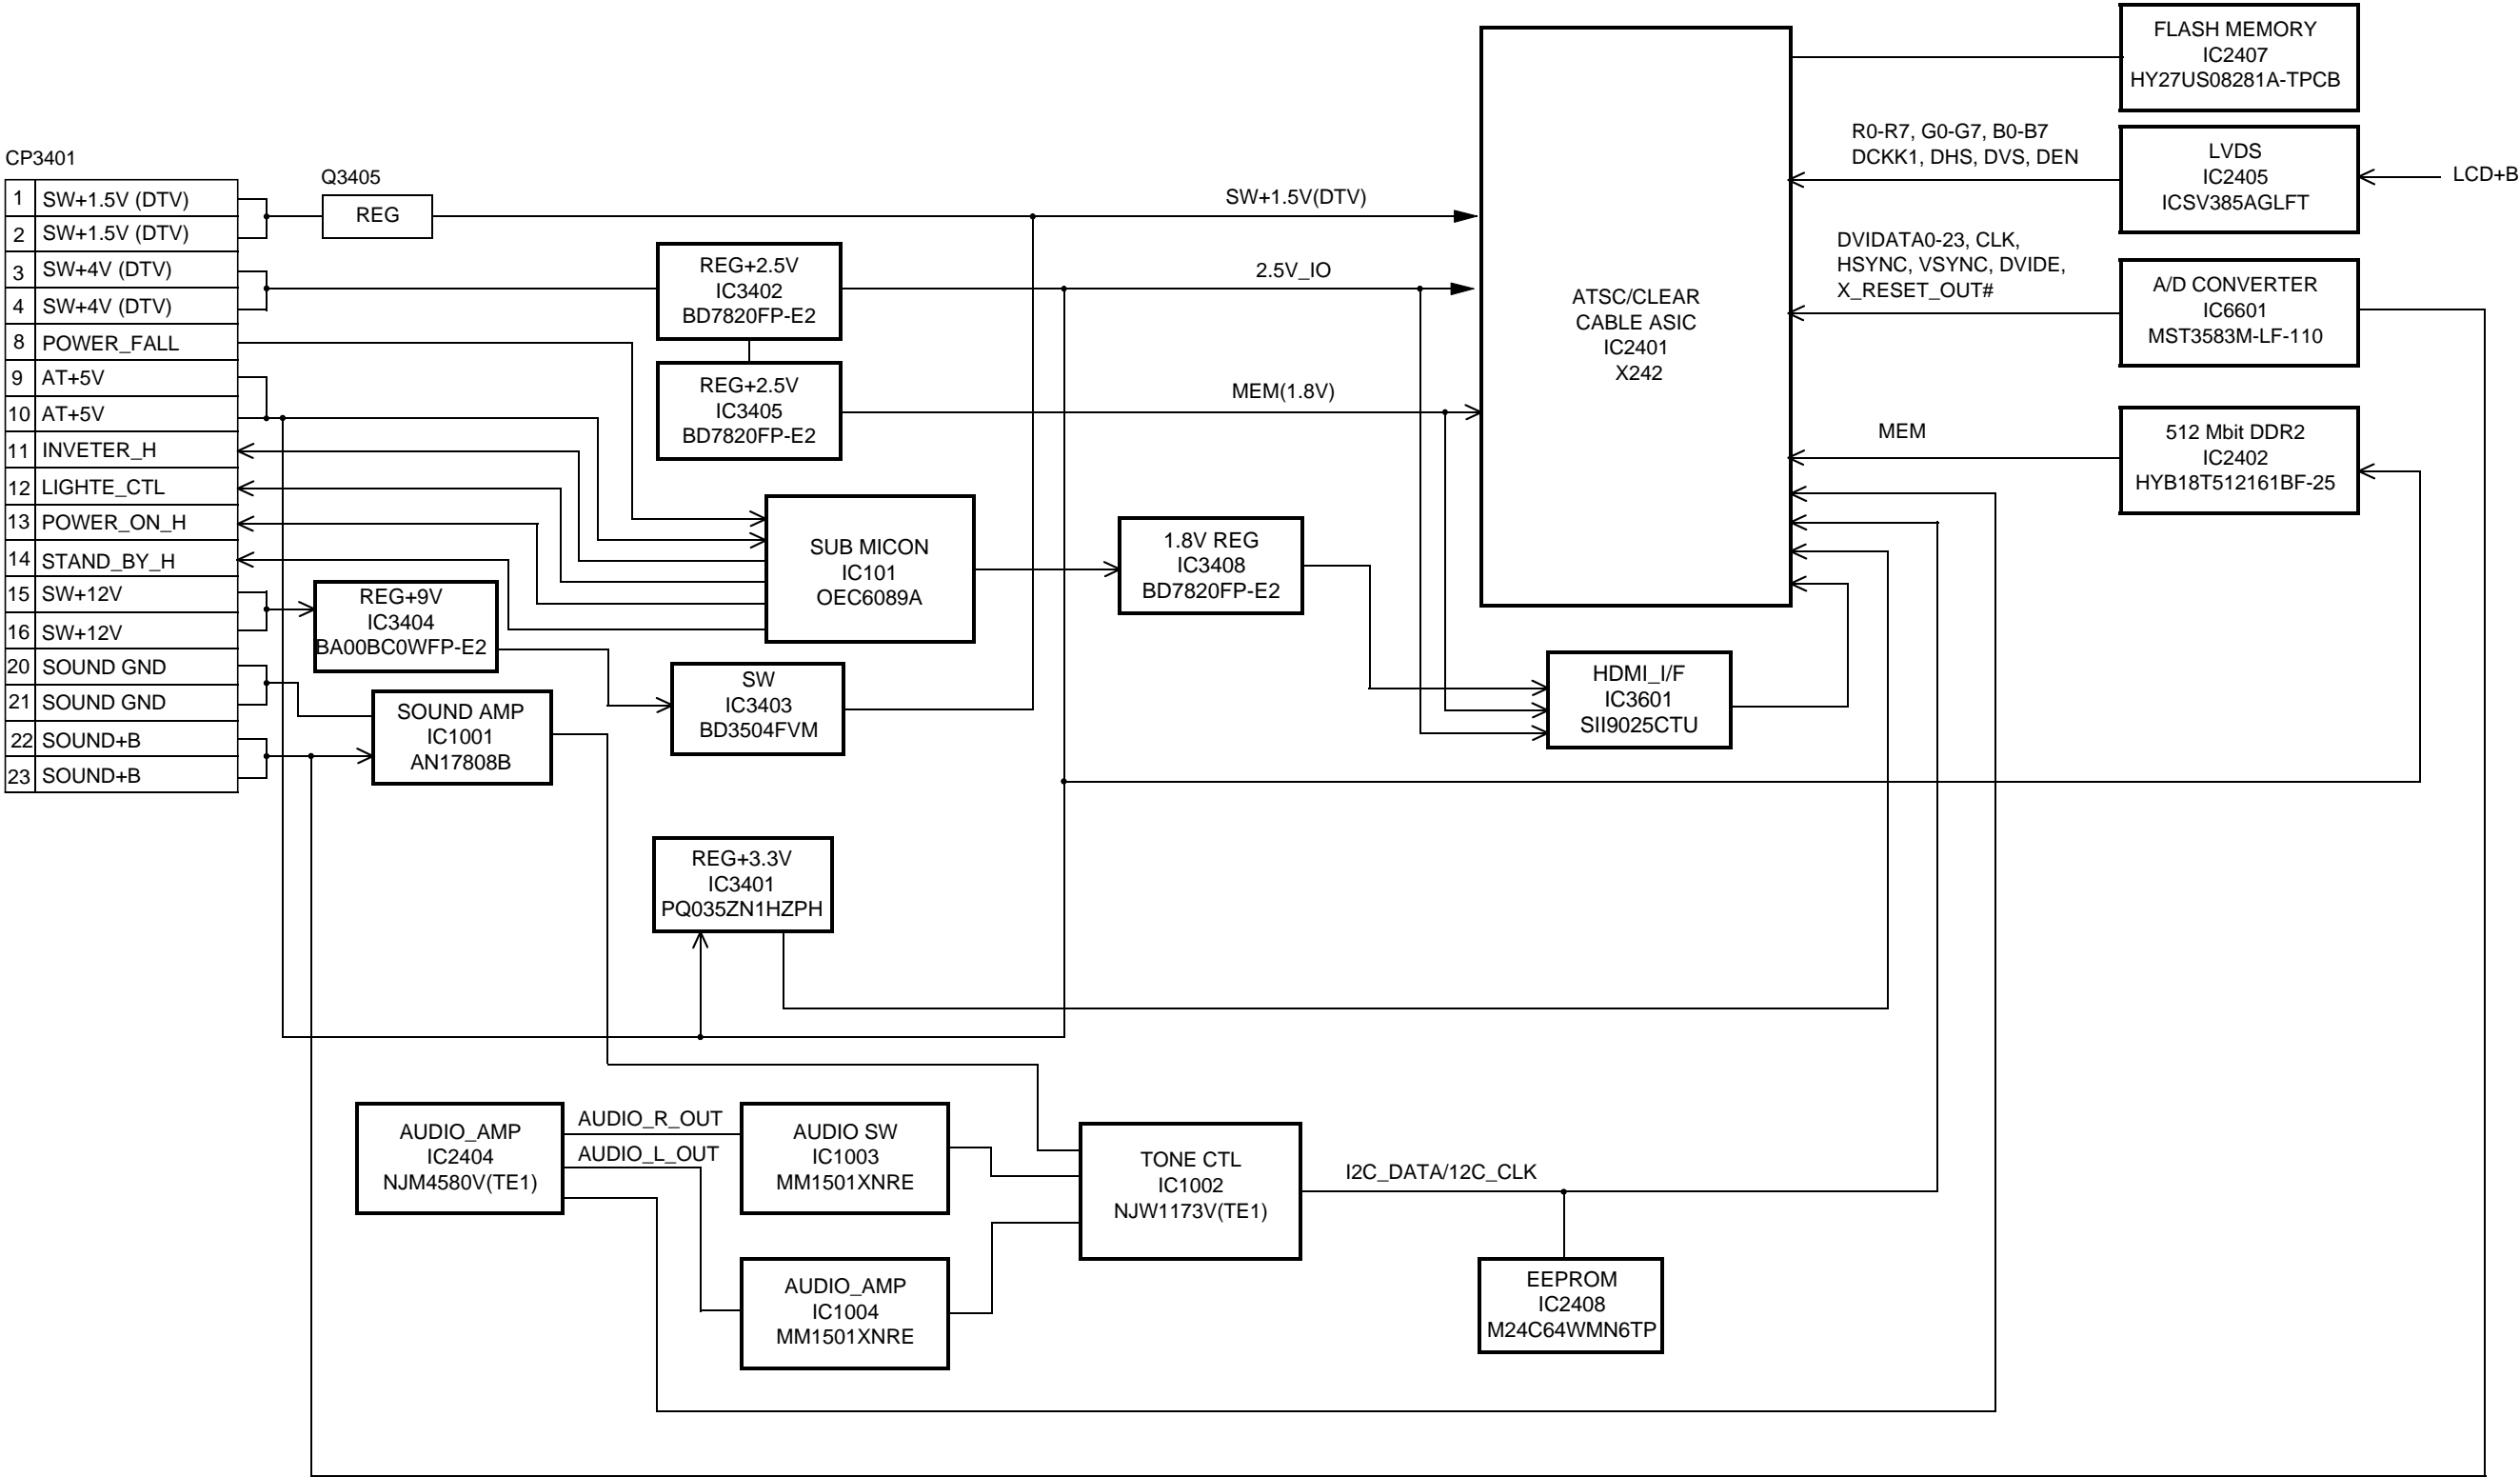 CP3401
1 SW+1.5V (DTV)
2 SW+1.5V (DTV)
3 SW+4V (DTV)
4 SW+4V (DTV)
8 POWER_FALL
9 AT+5V
10 AT+5V
11 INVETER_H
12 LIGHTE_CTL
13 POWER_ON_H
14 STAND_BY_H
15 SW+12V
16 SW+12V
20 SOUND GND
21 SOUND GND
22 SOUND+B
23 SOUND+B
Q3405
REG
REG+2.5V
IC3402
BD7820FP-E2
REG+2.5V
IC3405
BD7820FP-E2
SUB MICON
IC101
OEC6089A
REG+9V
IC3404
BA00BC0WFP-E2
SW
IC3403
BD3504FVM
SOUND AMP
IC1001
AN17808B
REG+3.3V
IC3401
PQ035ZN1HZPH
1.8V REG
IC3408
BD7820FP-E2
SW+1.5V(DTV)
2.5V_IO
MEM(1.8V)
ATSC/CLEAR
CABLE ASIC
IC2401
X242
HDMI_I/F
IC3601
SII9025CTU
FLASH MEMORY
IC2407
HY27US08281A-TPCB
R0-R7, G0-G7, B0-B7
DCKK1, DHS, DVS, DEN
LVDS
IC2405
ICSV385AGLFT
LCD+B
DVIDATA0-23, CLK,
HSYNC, VSYNC, DVIDE,
X_RESET_OUT#
A/D CONVERTER
IC6601
MST3583M-LF-110
MEM
512 Mbit DDR2
IC2402
HYB18T512161BF-25
AUDIO_AMP
IC2404
NJM4580V(TE1)
AUDIO_R_OUT
AUDIO_L_OUT
AUDIO SW
IC1003
MM1501XNRE
AUDIO_AMP
IC1004
MM1501XNRE
TONE CTL
IC1002
NJW1173V(TE1)
I2C_DATA/12C_CLK
EEPROM
IC2408
M24C64WMN6TP